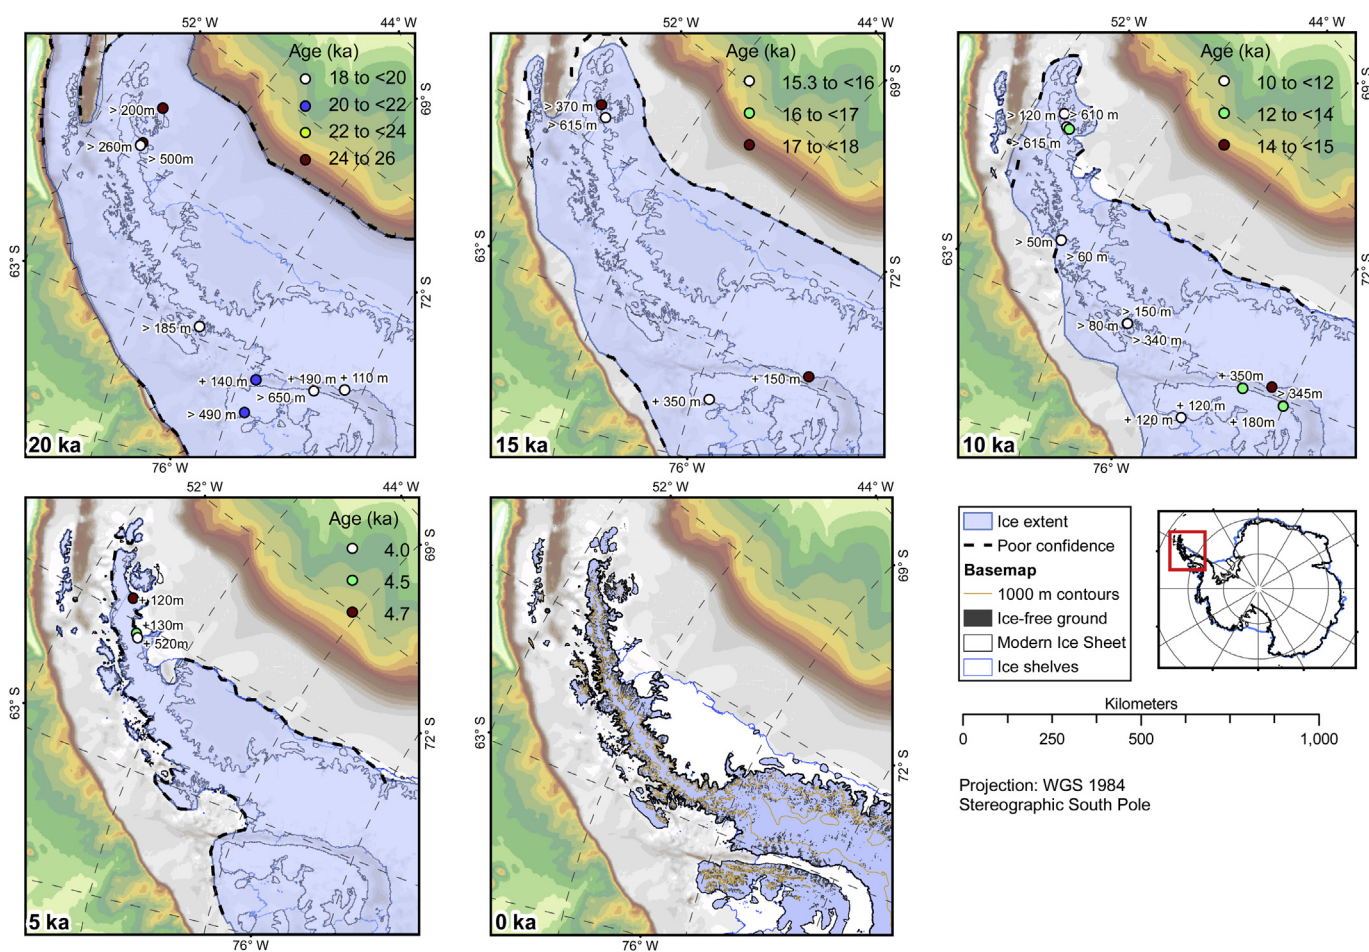 52° W
44° W
52° W
44° W
52° W
44° W
Age (ka)
18 to <20
20 to <22
22 to <24
24 to 26
> 200m
> 260m
> 500m
> 185 m
+ 140 m
+ 190 m
+ 110 m
> 650 m
> 490 m
20 ka
69° S
72° S
63° S
76° W
Age (ka)
15.3 to <16
16 to <17
17 to <18
> 370 m
> 615 m
+ 150 m
+ 350 m
15 ka
69° S
72° S
63° S
76° W
Age (ka)
10 to <12
12 to <14
14 to <15
> 120 m
> 610 m
> 615 m
> 50m
> 60 m
> 150 m
> 80 m
> 340 m
+ 350m
> 345m
+ 120 m
+ 120 m
+ 180m
10 ka
69° S
72° S
63° S
76° W
52° W
44° W
Age (ka)
4.0
4.5
4.7
+ 120m
+130m
+ 520m
5 ka
69° S
72° S
63° S
76° W
52° W
44° W
0 ka
69° S
72° S
63° S
76° W
Ice extent
Poor confidence
Basemap
1000 m contours
Ice-free ground
Modern Ice Sheet
Ice shelves
Kilometers
0 250 500 1,000
Projection: WGS 1984
Stereographic South Pole